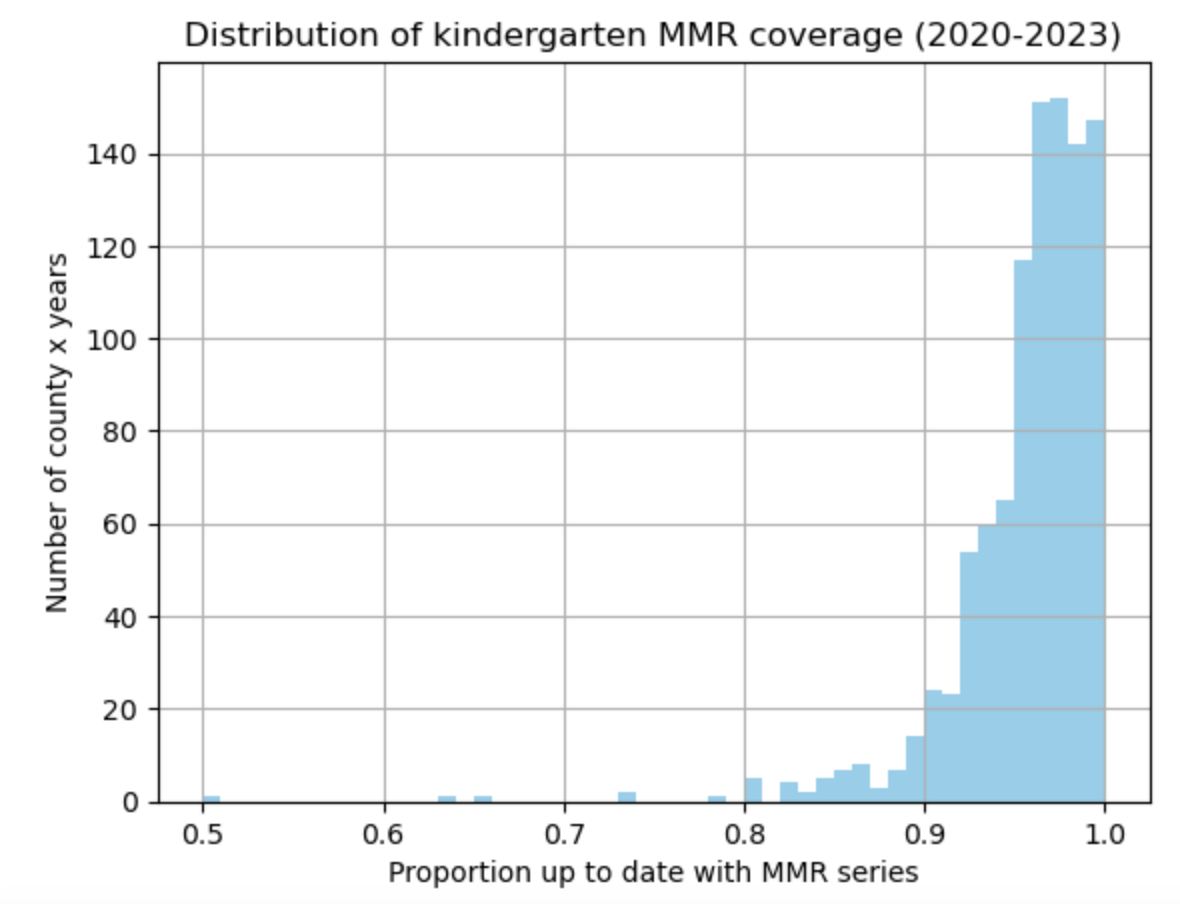 Distribution of kindergarten MMR coverage (2020-2023)
140
120
100
80
60
40
20
0
Number of county x years
0.5 0.6 0.7 0.8 0.9 1.0
Proportion up to date with MMR series